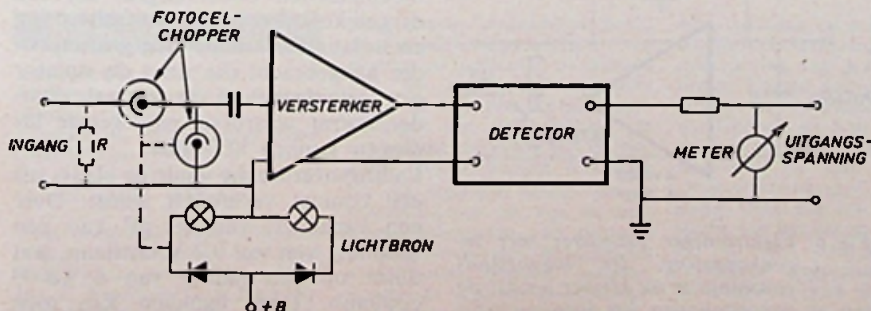 FOTOCEL-
CHOPPER
VERSTERKER
INGANG
R
DETECTOR
METER
UITGANGS-
SPANNING
LICHTBRON
+B